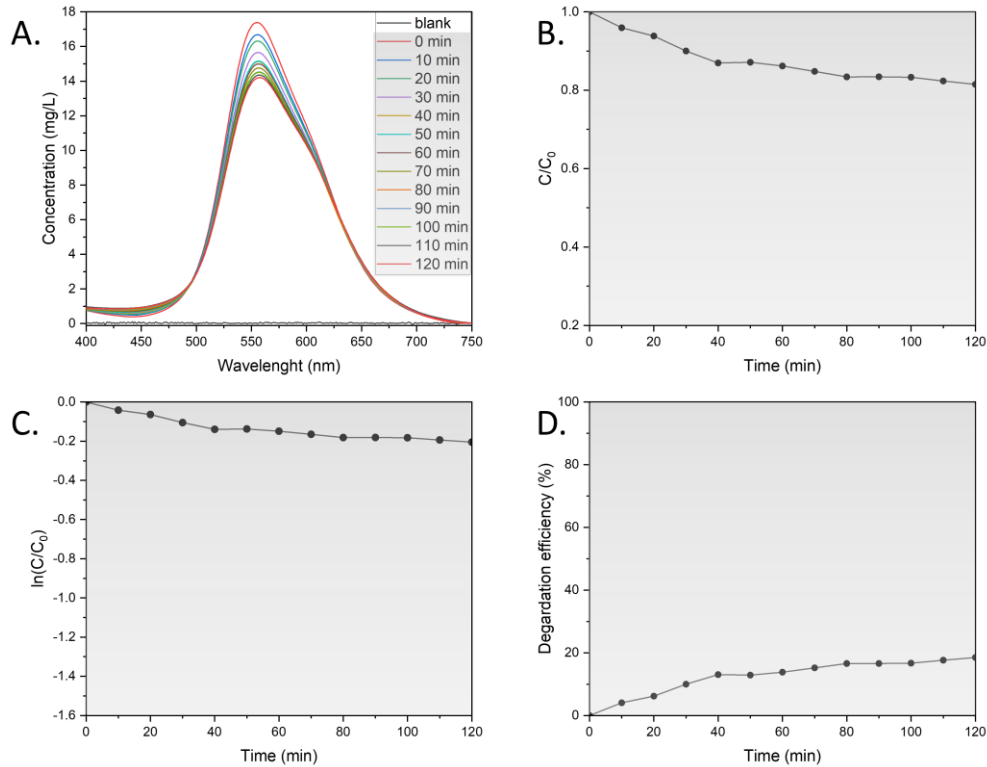 A.
Concentration (mg/L)
18
16
14
12
10
8
6
4
2
0
400
450
500
550
600
650
700
750
Wavelenght (nm)
blank
0 min
10 min
20 min
30 min
40 min
50 min
60 min
70 min
80 min
90 min
100 min
110 min
120 min
B.
C/C0
1.0
0.8
0.6
0.4
0.2
0
20
40
60
80
100
120
Time (min)
C.
ln(C/C0)
0.0
-0.2
-0.4
-0.6
-0.8
-1.0
-1.2
-1.4
-1.6
0
20
40
60
80
100
120
Time (min)
D.
Degardation efficiency (%)
100
80
60
40
20
0
0
20
40
60
80
100
120
Time (min)